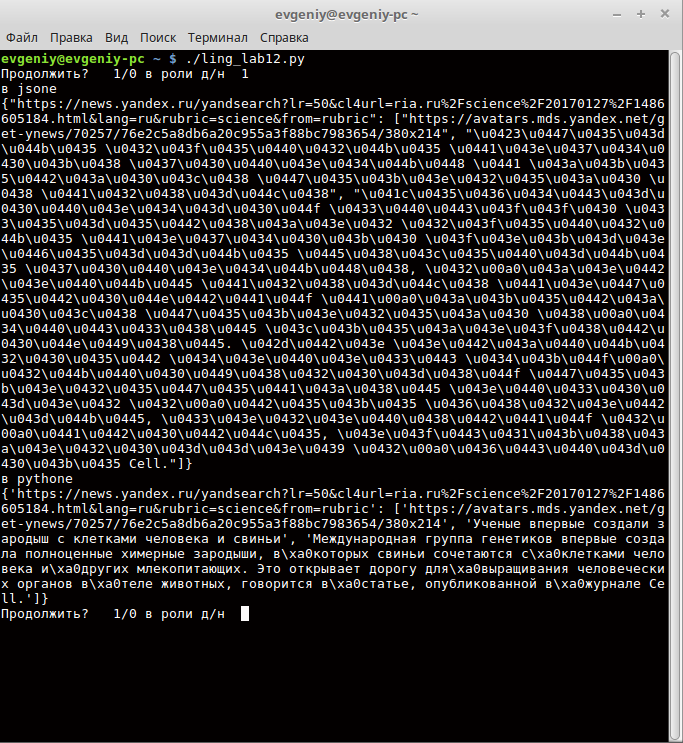 evgeniy@evgeniy-pc ~
Файл Правка Вид Поиск Терминал Справка
evgeniy@evgeniy-pc ~ $ ./ling_lab12.py
Продолжить?   1/0 в роли д/н  1
в jsone
{"https://news.yandex.ru/yandsearch?lr=50&cl4url=ria.ru%2Fscience%2F20170127%2F1486
605184.html&lang=ru&rubric=science&from=rubric": ["https://avatars.mds.yandex.net/g
et-ynews/70257/76e2c5a8db6a20c955a3f88bc7983654/380x214", "\u0423\u0447\u0435\u043d
\u044b\u0435 \u0432\u043f\u0435\u0440\u0432\u044b\u0435 \u0441\u043e\u0437\u0434\u0
430\u043b\u0438 \u0437\u0430\u0440\u043e\u0434\u044b\u0448 \u0441 \u043a\u043b\u043
5\u0442\u043a\u0430\u043c\u0438 \u0447\u0435\u043b\u043e\u0432\u0435\u043a\u0430 \u
0438 \u0441\u0432\u0438\u043d\u044c\u0438", "\u041c\u0435\u0436\u0434\u0443\u043d\u
0430\u0440\u043e\u0434\u043d\u0430\u044f \u0433\u0440\u0443\u043f\u043f\u0430 \u043
3\u0435\u043d\u0435\u0442\u0438\u043a\u043e\u0432 \u0432\u043f\u0435\u0440\u0432\u0
44b\u0435 \u0441\u043e\u0437\u0434\u0430\u043b\u0430 \u043f\u043e\u043b\u043d\u043e
\u0446\u0435\u043d\u043d\u044b\u0435 \u0445\u0438\u043c\u0435\u0440\u043d\u044b\u04
35 \u0437\u0430\u0440\u043e\u0434\u044b\u0448\u0438, \u0432\u00a0\u043a\u043e\u0442
\u043e\u0440\u044b\u0445 \u0441\u0432\u0438\u043d\u044c\u0438 \u0441\u043e\u0447\u0
435\u0442\u0430\u044e\u0442\u0441\u044f \u0441\u00a0\u043a\u043b\u0435\u0442\u043a\
u0430\u043c\u0438 \u0447\u0435\u043b\u043e\u0432\u0435\u043a\u0430 \u0438\u00a0\u04
34\u0440\u0443\u0433\u0438\u0445 \u043c\u043b\u0435\u043a\u043e\u043f\u0438\u0442\u
0430\u044e\u0449\u0438\u0445. \u042d\u0442\u043e \u043e\u0442\u043a\u0440\u044b\u04
32\u0430\u0435\u0442 \u0434\u043e\u0440\u043e\u0433\u0443 \u0434\u043b\u044f\u00a0\
u0432\u044b\u0440\u0430\u0449\u0438\u0432\u0430\u043d\u0438\u044f \u0447\u0435\u043
b\u043e\u0432\u0435\u0447\u0435\u0441\u043a\u0438\u0445 \u043e\u0440\u0433\u0430\u0
43d\u043e\u0432 \u0432\u00a0\u0442\u0435\u043b\u0435 \u0436\u0438\u0432\u043e\u0442
\u043d\u044b\u0445, \u0433\u043e\u0432\u043e\u0440\u0438\u0442\u0441\u044f \u0432\u
00a0\u0441\u0442\u0430\u0442\u044c\u0435, \u043e\u043f\u0443\u0431\u043b\u0438\u043
a\u043e\u0432\u0430\u043d\u043d\u043e\u0439 \u0432\u00a0\u0436\u0443\u0440\u043d\u0
430\u043b\u0435 Cell."]}
в pythone
{'https://news.yandex.ru/yandsearch?lr=50&cl4url=ria.ru%2Fscience%2F20170127%2F1486
605184.html&lang=ru&rubric=science&from=rubric': ['https://avatars.mds.yandex.net/g
et-ynews/70257/76e2c5a8db6a20c955a3f88bc7983654/380x214', 'Ученые впервые создали з
ародыш с клетками человека и свиньи', 'Международная группа генетиков впервые созда
ла полноценные химерные зародыши, в\xa0которых свиньи сочетаются с\xa0клетками чело
века и\xa0других млекопитающих. Это открывает дорогу для\xa0выращивания человечески
х органов в\xa0теле животных, говорится в\xa0статье, опубликованной в\xa0журнале Ce
ll.']}
Продолжить?   1/0 в роли д/н